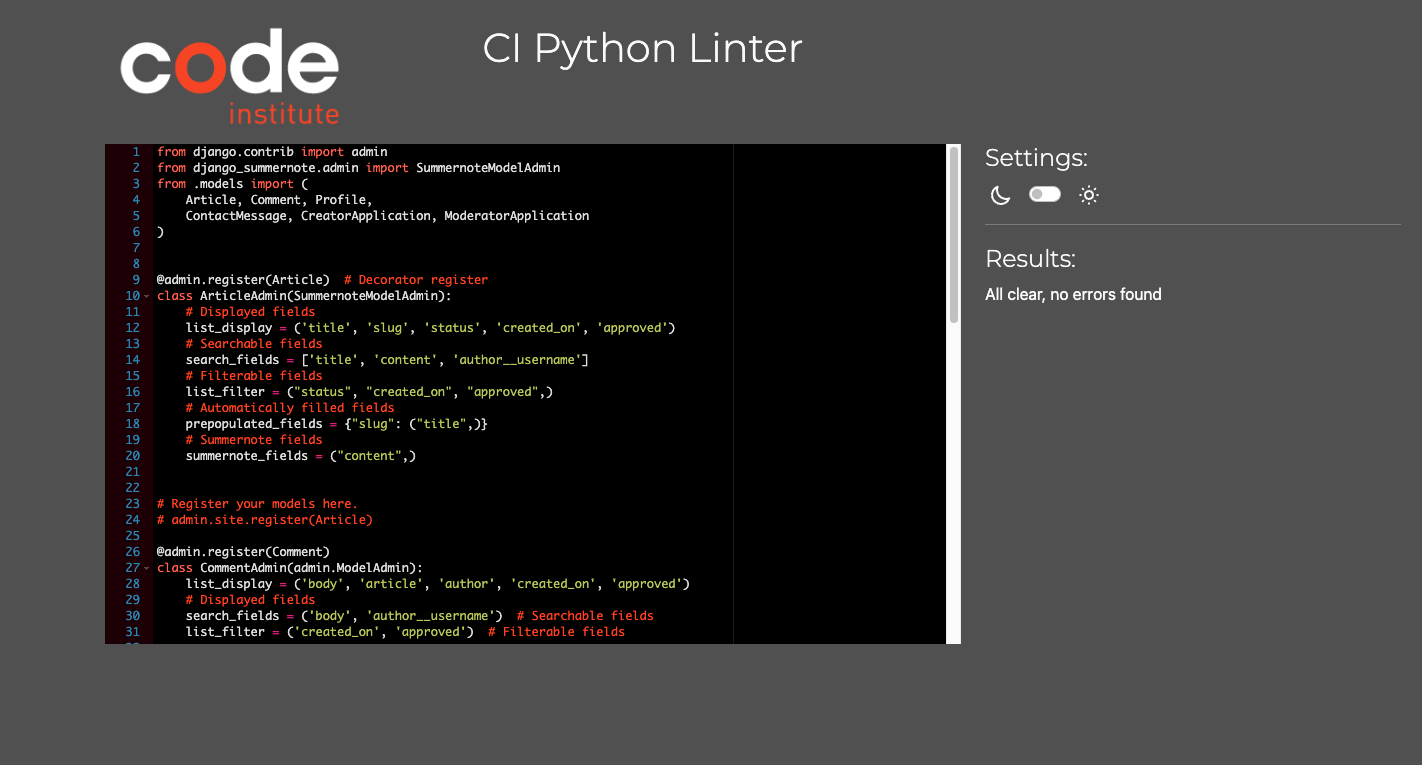 code
institute
CI Python Linter
1 from django.contrib import admin
2 from django_summernote.admin import SummernoteModelAdmin
3 from .models import (
4     Article, Comment, Profile,
5     ContactMessage, CreatorApplication, ModeratorApplication
6 )
7
8
9 @admin.register(Article)  # Decorator register
10 class ArticleAdmin(SummernoteModelAdmin):
11     # Displayed fields
12     list_display = ('title', 'slug', 'status', 'created_on', 'approved')
13     # Searchable fields
14     search_fields = ['title', 'content', 'author__username']
15     # Filterable fields
16     list_filter = ("status", "created_on", "approved",)
17     # Automatically filled fields
18     prepopulated_fields = {"slug": ("title",)}
19     # Summernote fields
20     summernote_fields = ("content",)
21
22
23 # Register your models here.
24 # admin.site.register(Article)
25
26 @admin.register(Comment)
27 class CommentAdmin(admin.ModelAdmin):
28     list_display = ('body', 'article', 'author', 'created_on', 'approved')
29     # Displayed fields
30     search_fields = ('body', 'author__username')  # Searchable fields
31     list_filter = ('created_on', 'approved')  # Filterable fields
Settings:
Results:
All clear, no errors found